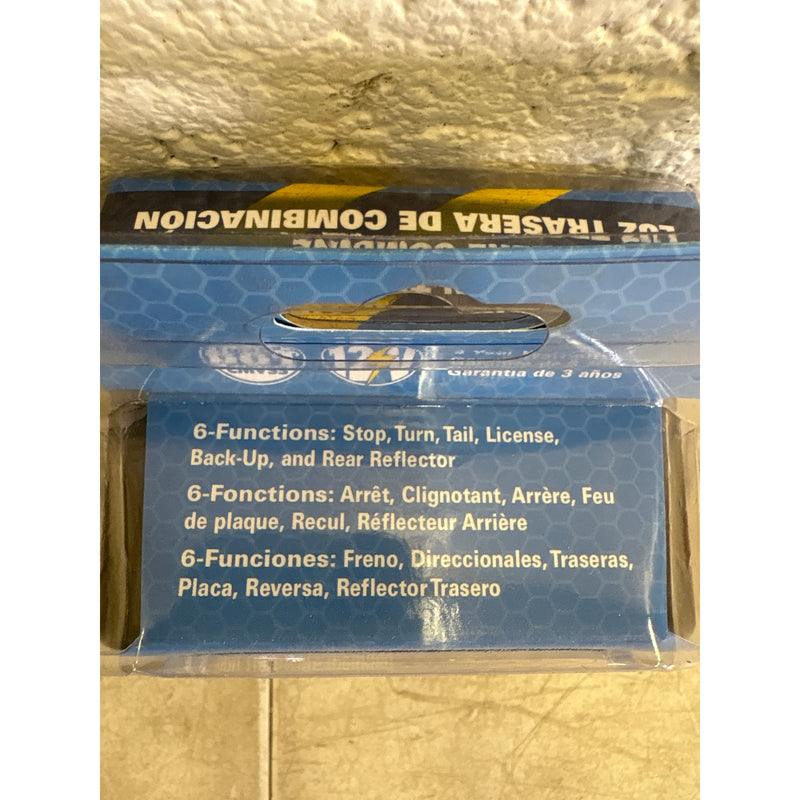 LUZ TRASERA DE COMBINACIÓN
12V
Garantía de 3 años
6-Functions: Stop, Turn, Tail, License,
Back-Up, and Rear Reflector
6-Fonctions: Arrêt, Clignotant, Arrère, Feu
de plaque, Recul, Réflecteur Arrière
6-Funciones: Freno, Direccionales, Traseras,
Placa, Reversa, Reflector Trasero